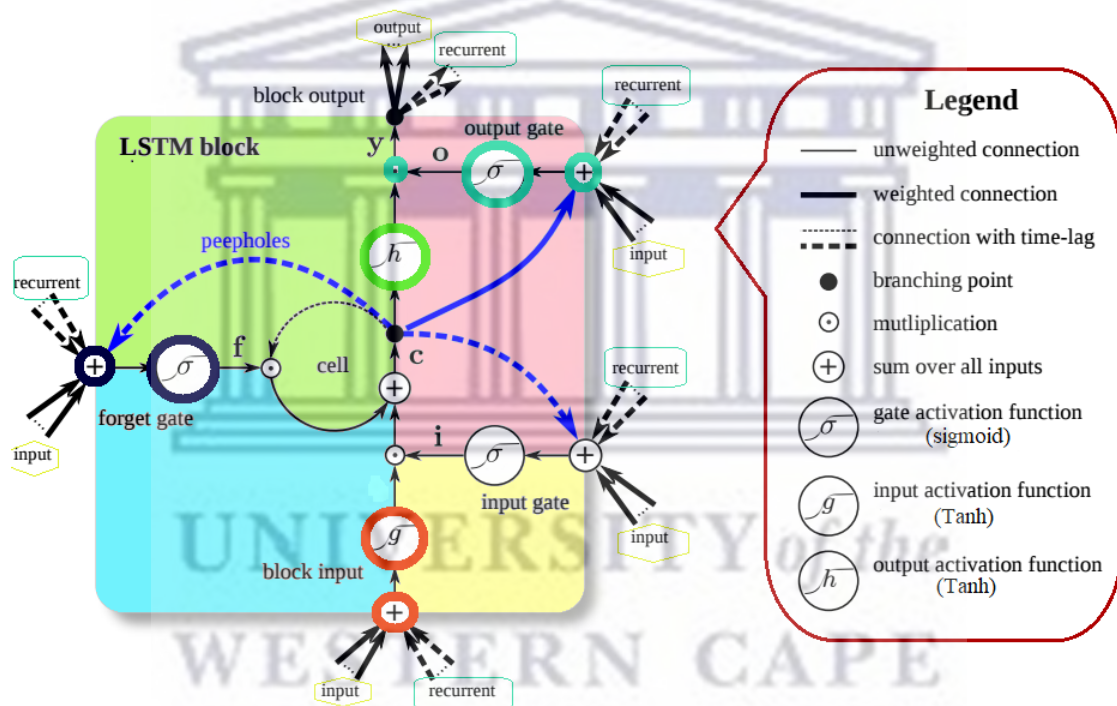 output
recurrent
block output
recurrent
LSTM block
y
output gate
o
σ
+
h
input
peepholes
recurrent
c
cell
f
σ
+
+
forget gate
recurrent
input
i
σ
+
input gate
input
g
block input
+
input
recurrent
Legend
unweighted connection
weighted connection
connection with time-lag
branching point
mutliplication
+
sum over all inputs
σ
gate activation function
(sigmoid)
g
input activation function
(Tanh)
h
output activation function
(Tanh)
UNIVERSITY of the
WESTERN CAPE